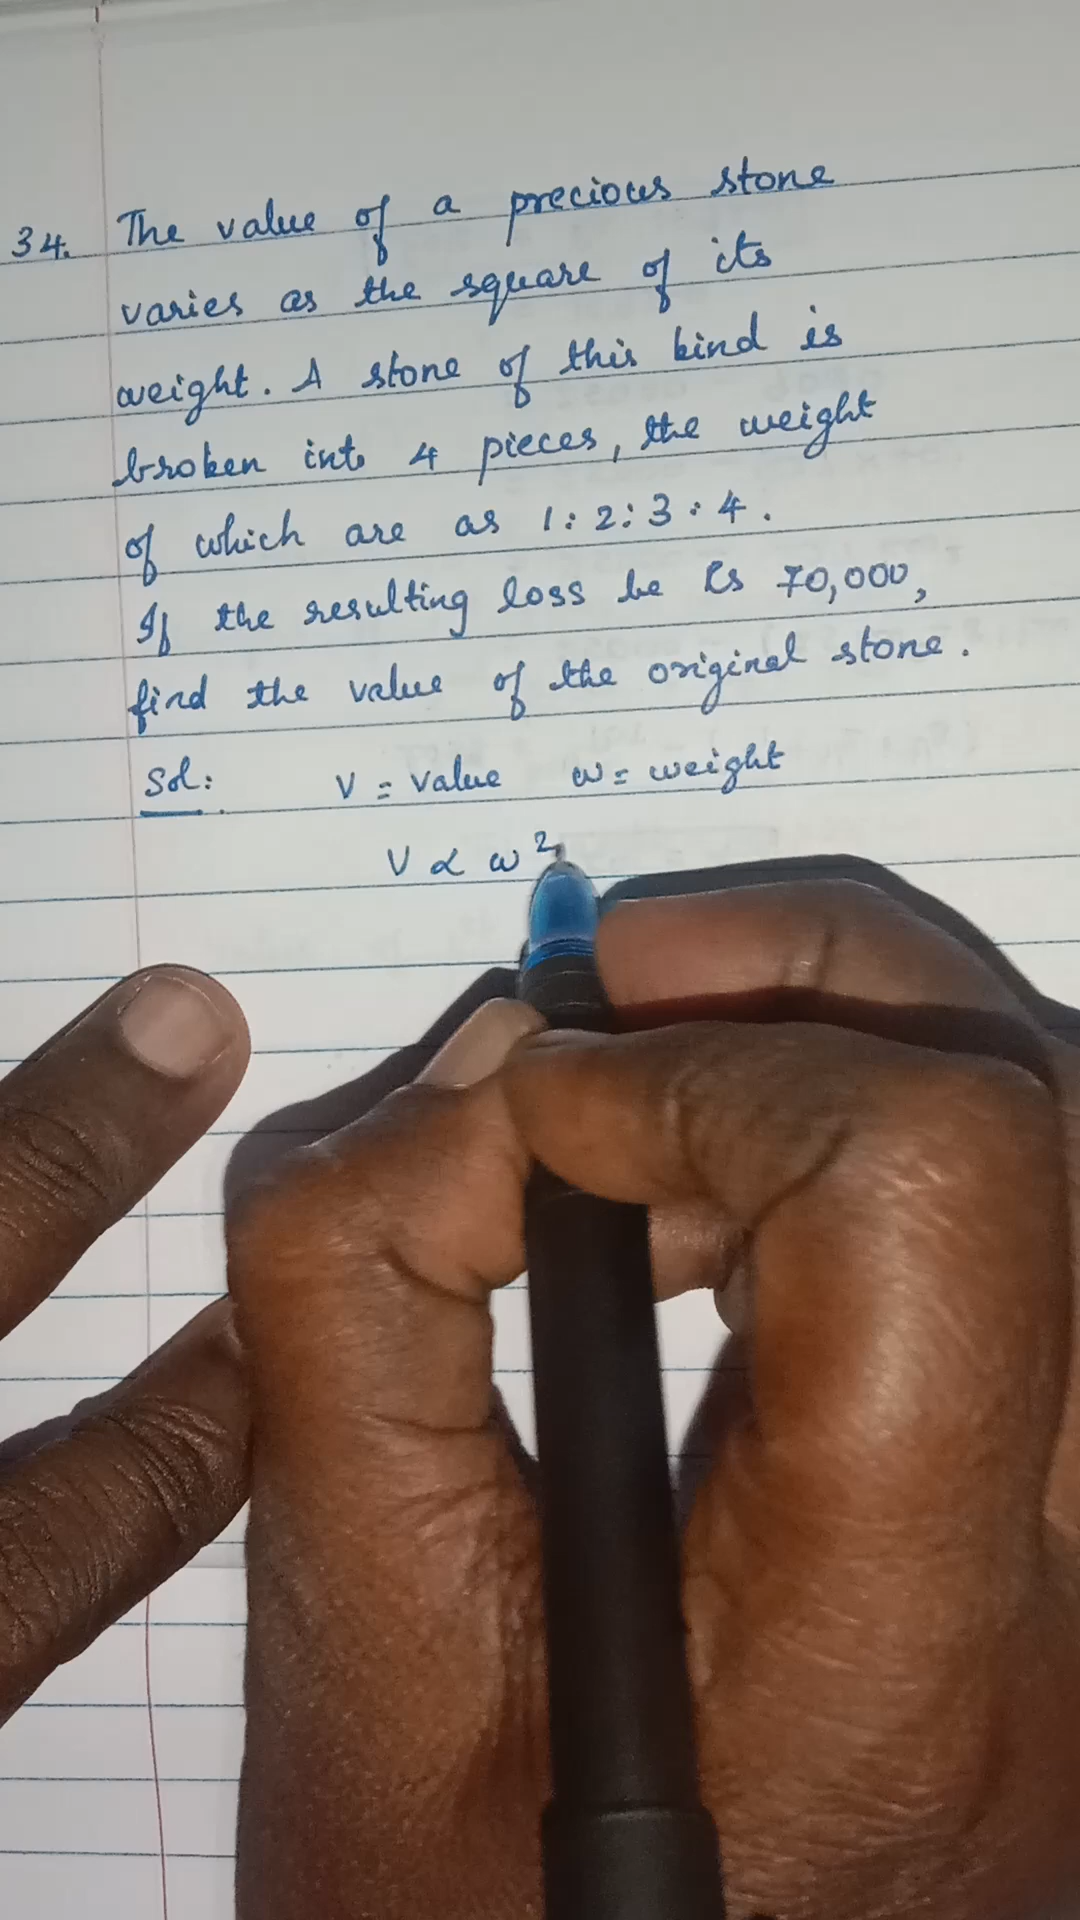 34. The value of a precious stone
varies as the square of its
weight. A stone of this kind is
broken into 4 pieces, the weight
of which are as 1:2:3:4.
If the resulting loss be Rs 70,000,
find the value of the original stone.
Sol: V = value w = weight
V ∝ w²